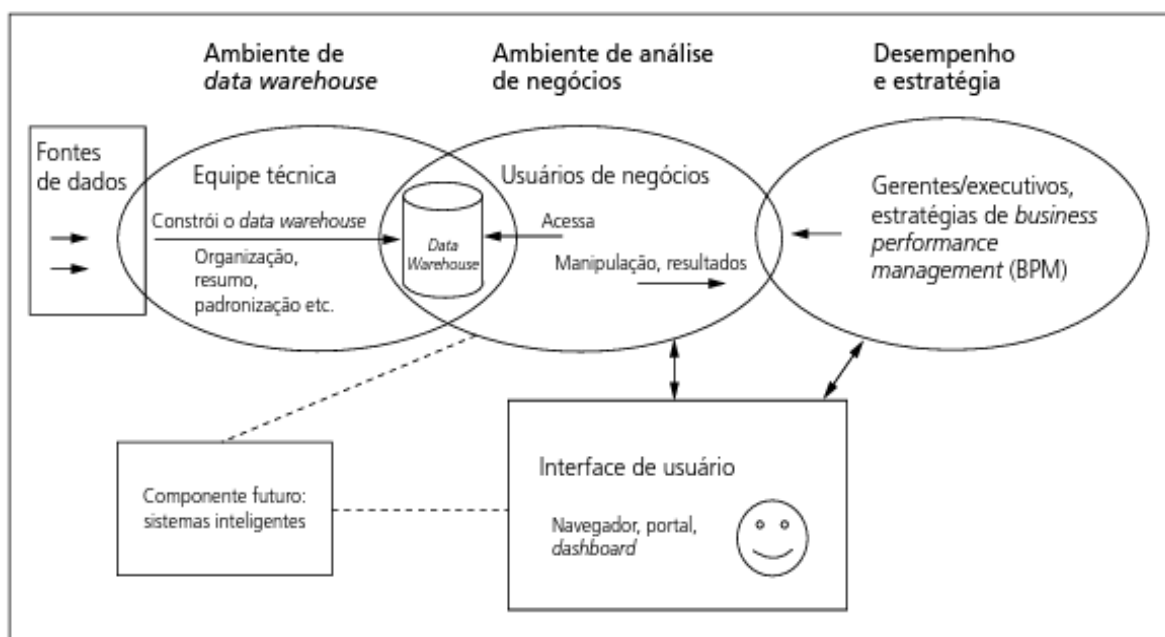 Ambiente de
data warehouse
Ambiente de análise
de negócios
Desempenho
e estratégia
Fontes
de dados
Equipe técnica
Constrói o data warehouse
Organização,
resumo,
padronização etc.
Data
Warehouse
Usuários de negócios
Acessa
Manipulação, resultados
Gerentes/executivos,
estratégias de business
performance
management (BPM)
Componente futuro:
sistemas inteligentes
Interface de usuário
Navegador, portal,
dashboard